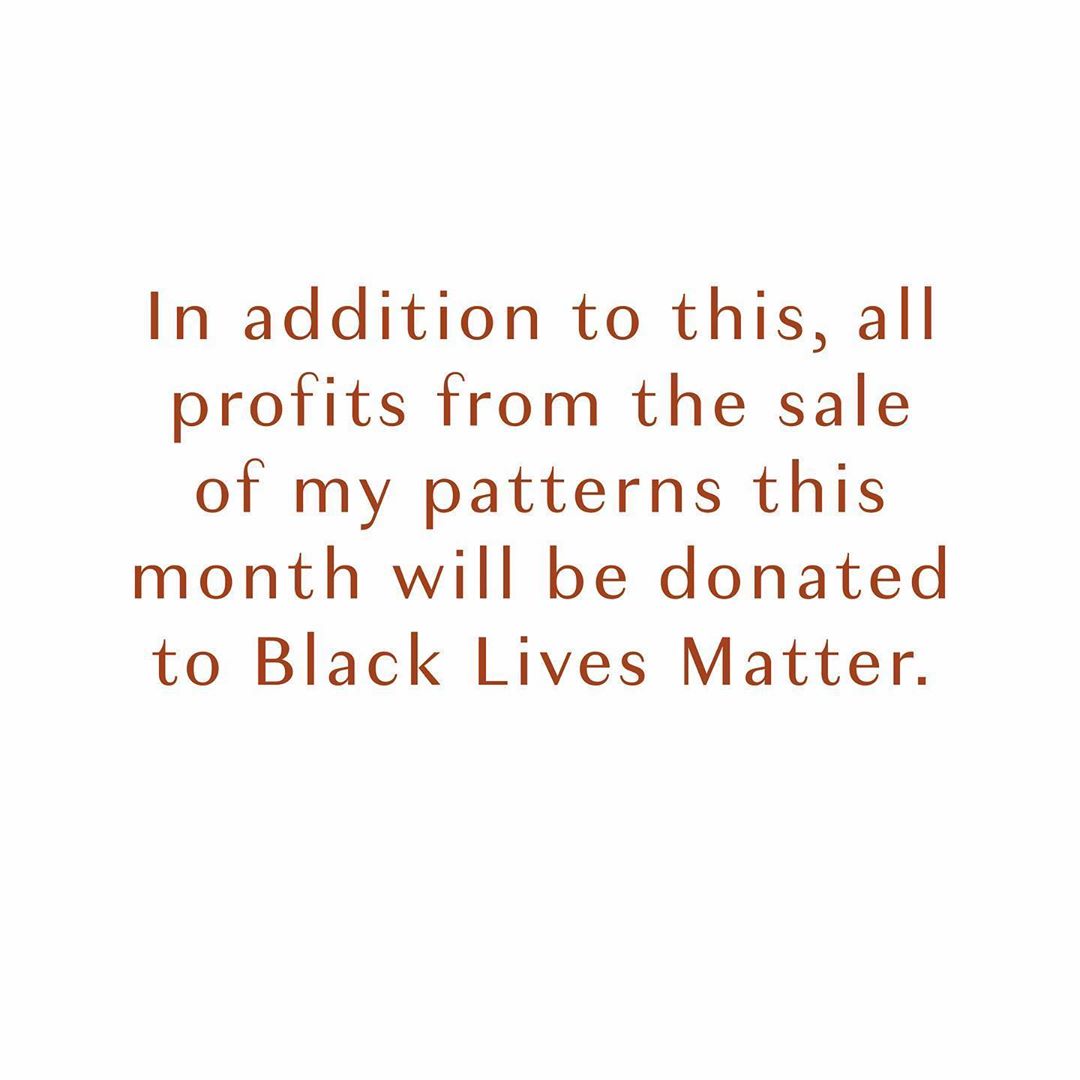 In addition to this, all
profits from the sale
of my patterns this
month will be donated
to Black Lives Matter.